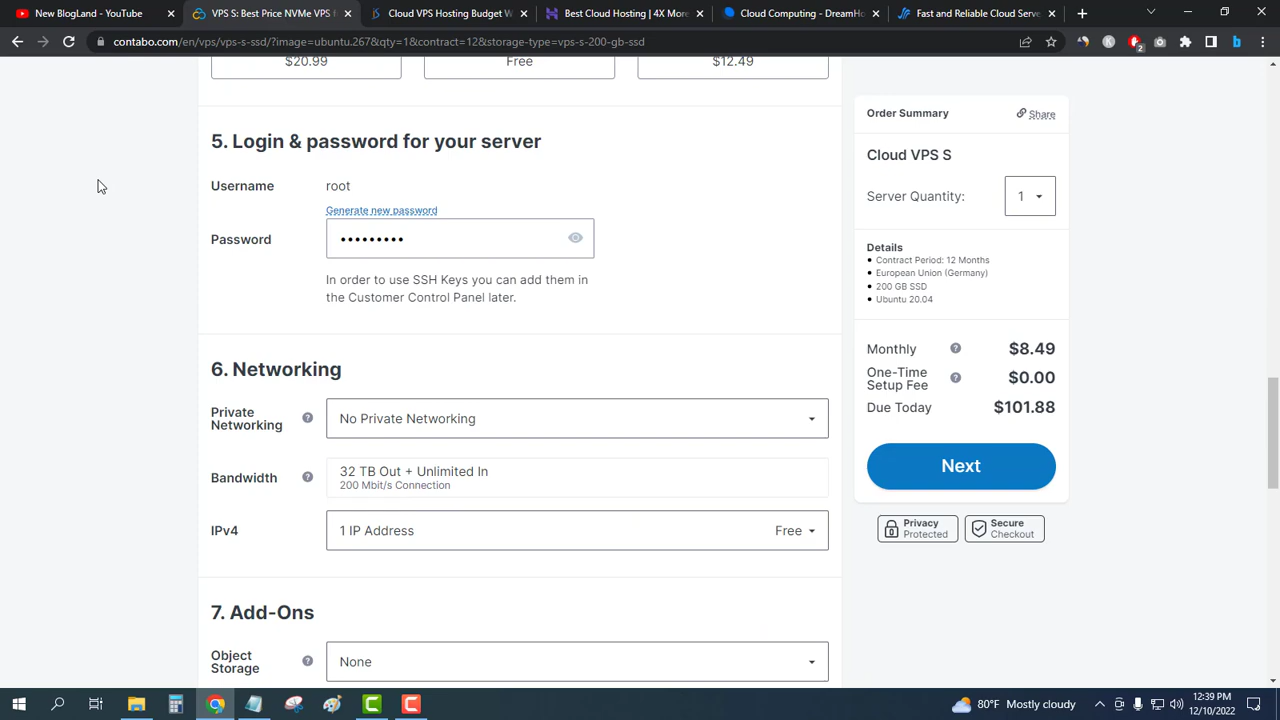 New BlogLand - YouTube
VPS S: Best Price NVMe VPS
Cloud VPS Hosting Budget W
Best Cloud Hosting | 4X Mor
Cloud Computing - DreamHo
Fast and Reliable Cloud Serve
contabo.com/en/vps/vps-s-ssd/?image=ubuntu.267&qty=1&contract=12&storage-type=vps-s-200-gb-ssd
2
$20.99
Free
$12.49
5. Login & password for your server
Username
root
Generate new password
Password
•••••••••
In order to use SSH Keys you can add them in
the Customer Control Panel later.
6. Networking
Private
Networking
?
No Private Networking
Bandwidth
?
32 TB Out + Unlimited In
200 Mbit/s Connection
IPv4
1 IP Address
Free
7. Add-Ons
Object
Storage
?
None
Order Summary
Share
Cloud VPS S
Server Quantity:
1
Details
• Contract Period: 12 Months
• European Union (Germany)
• 200 GB SSD
• Ubuntu 20.04
Monthly
?
$8.49
One-Time
Setup Fee
?
$0.00
Due Today
$101.88
Next
Privacy
Protected
Secure
Checkout
80°F Mostly cloudy
12:39 PM
12/10/2022